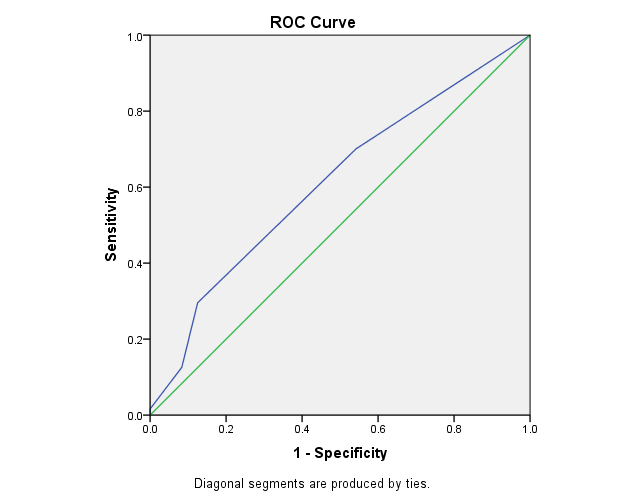 ROC Curve
1.0
0.8
0.6
0.4
0.2
0.0
Sensitivity
0.0 0.2 0.4 0.6 0.8 1.0
1 - Specificity
Diagonal segments are produced by ties.